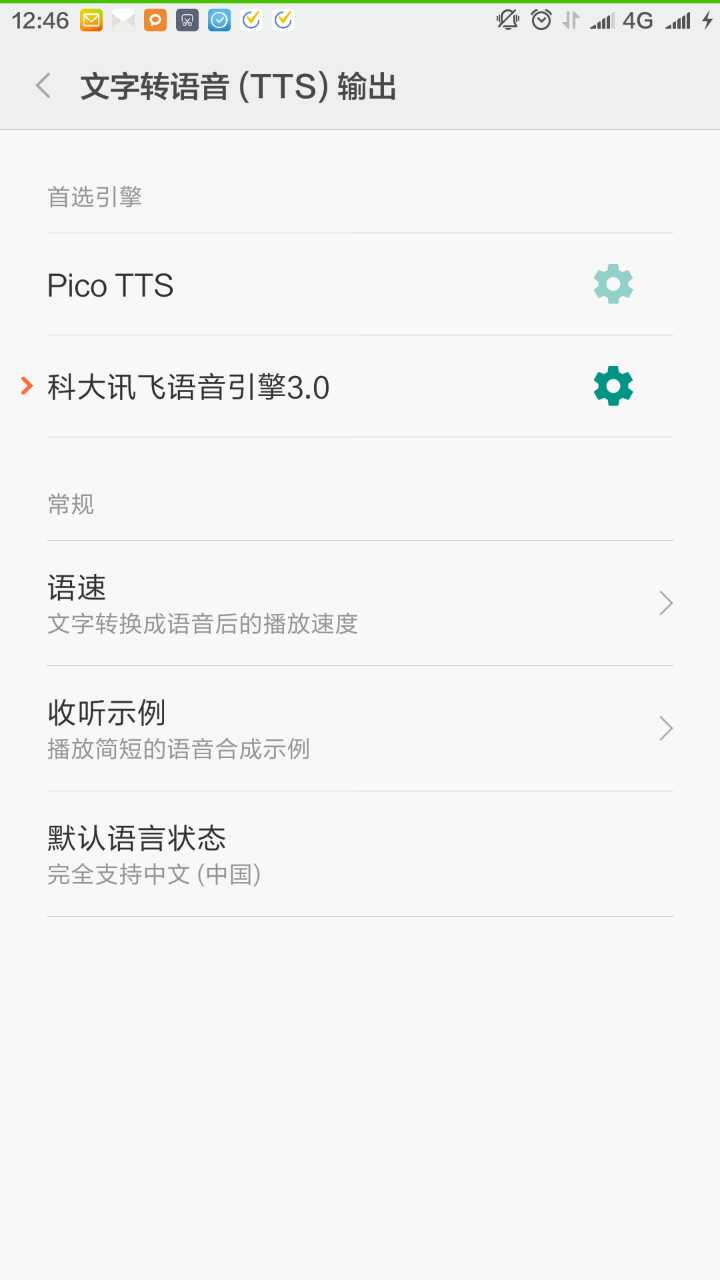 12:46 4G
文字转语音 (TTS) 输出
首选引擎
Pico TTS
科大讯飞语音引擎3.0
常规
语速
文字转换成语音后的播放速度
收听示例
播放简短的语音合成示例
默认语言状态
完全支持中文 (中国)